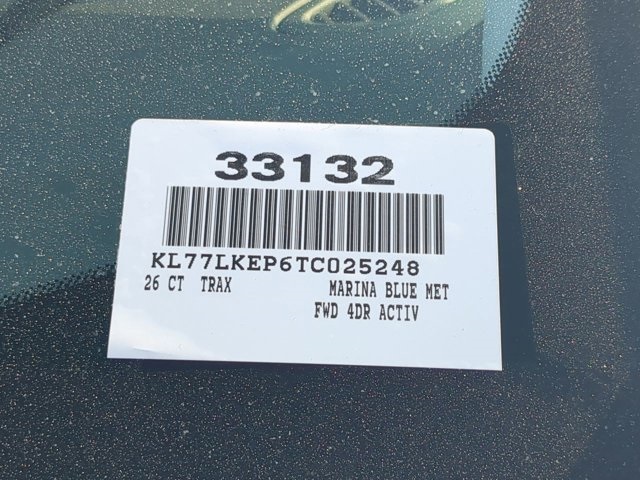 33132
KL77LKEP6TC025248
26 CT TRAX MARINA BLUE MET
FWD 4DR ACTIV